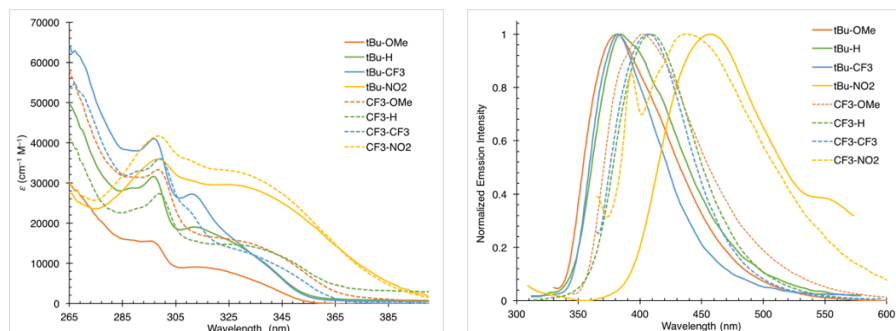 70000
60000
50000
40000
30000
20000
10000
0
ε (cm⁻¹ M⁻¹)
265 285 305 325 345 365 385
Wavelength (nm)
tBu-OMe
tBu-H
tBu-CF3
tBu-NO2
CF3-OMe
CF3-H
CF3-CF3
CF3-NO2
1
0.8
0.6
0.4
0.2
0
Normalized Emission Intensity
300 350 400 450 500 550 600
Wavelength (nm)
tBu-OMe
tBu-H
tBu-CF3
tBu-NO2
CF3-OMe
CF3-H
CF3-CF3
CF3-NO2